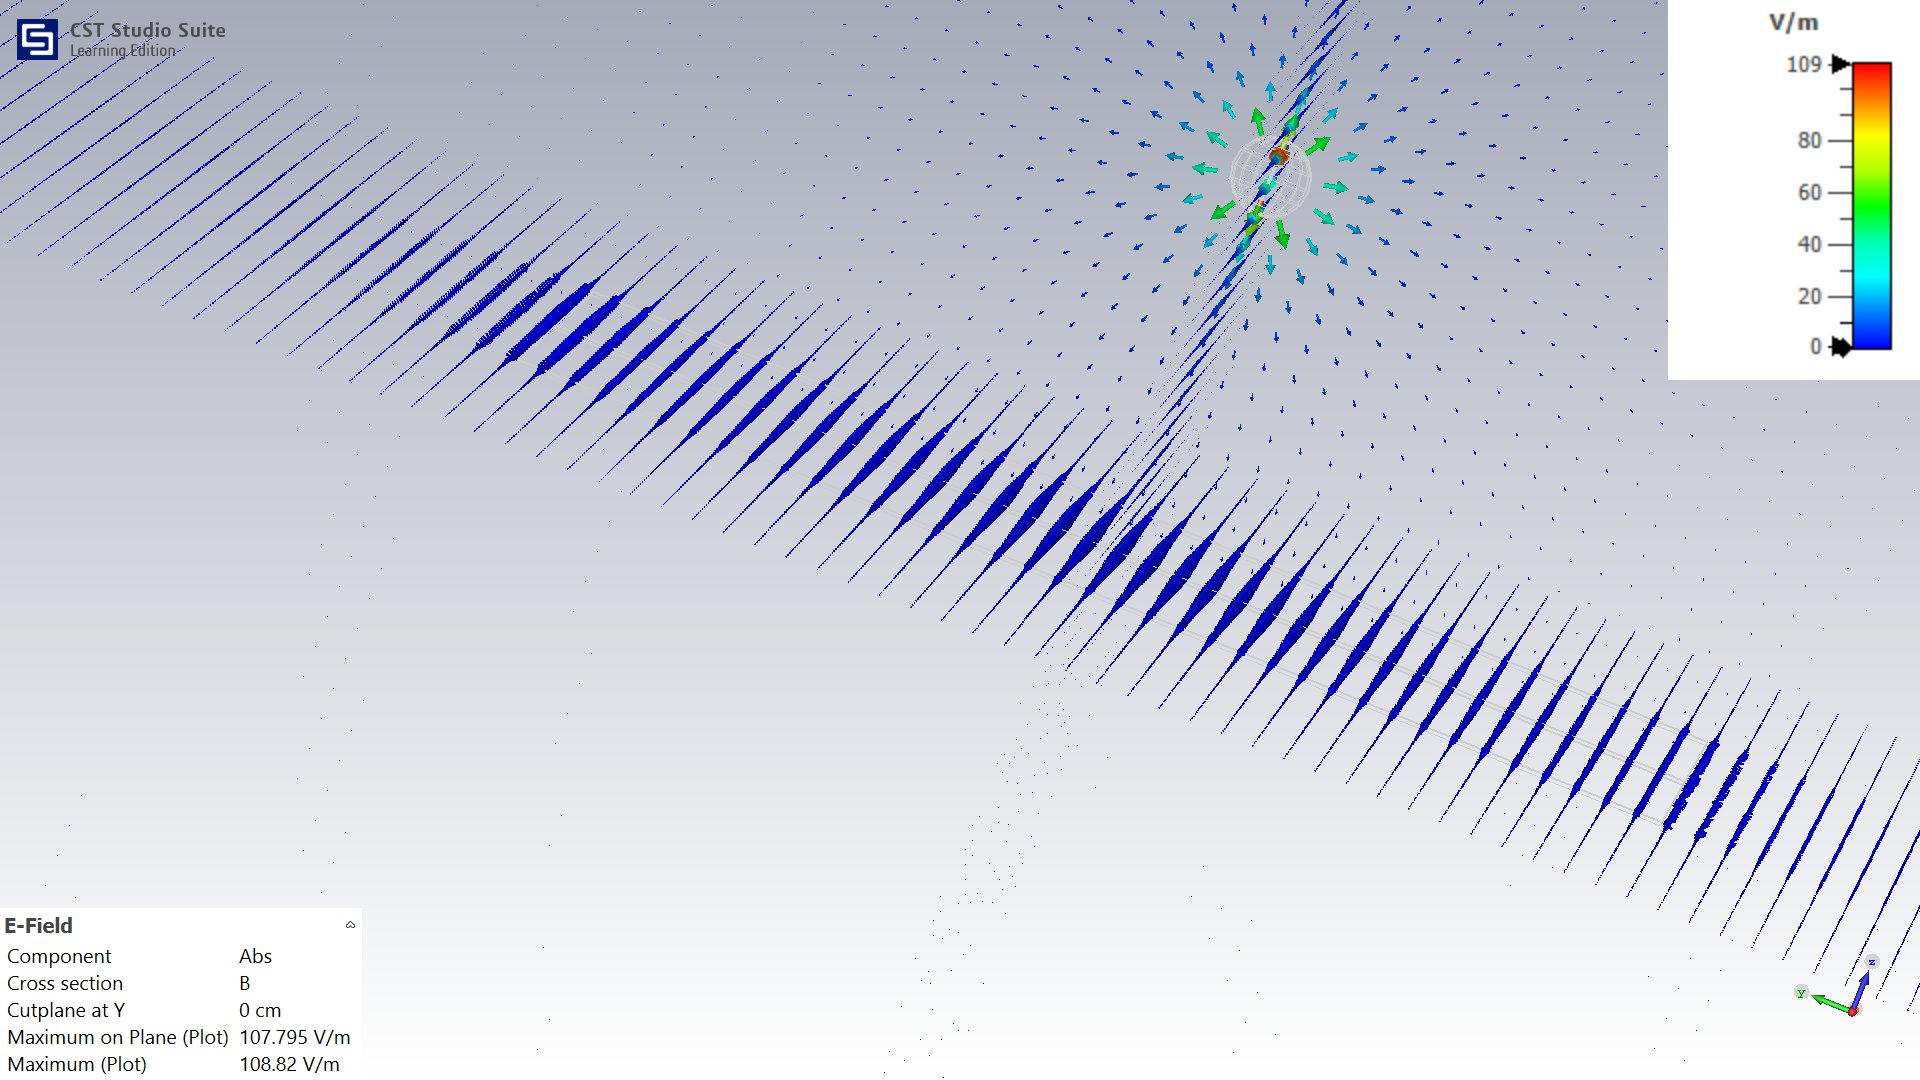 CST Studio Suite
Learning Edition
V/m
109
80
60
40
20
0
E-Field
Component Abs
Cross section B
Cutplane at Y 0 cm
Maximum on Plane (Plot) 107.795 V/m
Maximum (Plot) 108.82 V/m
z
y